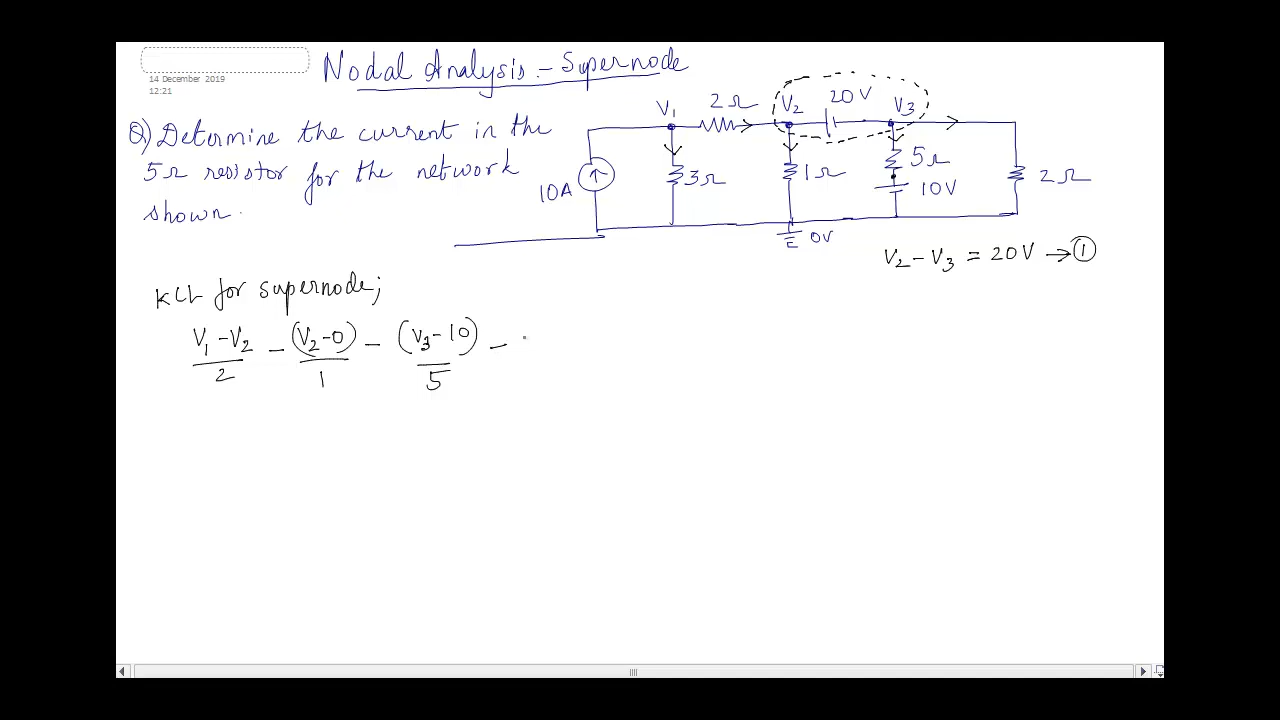 Nodal Analysis - Supernode
14 December 2019
12:21
Q) Determine the current in the
5Ω resistor for the network
shown.
V₁ 2Ω V₂ 20V V₃
10A 3Ω 1Ω 5Ω 10V 2Ω
0V
V₂ - V₃ = 20V → ①
KCL for supernode;
(V₁ - V₂)/2 - (V₂ - 0)/1 - (V₃ - 10)/5 -